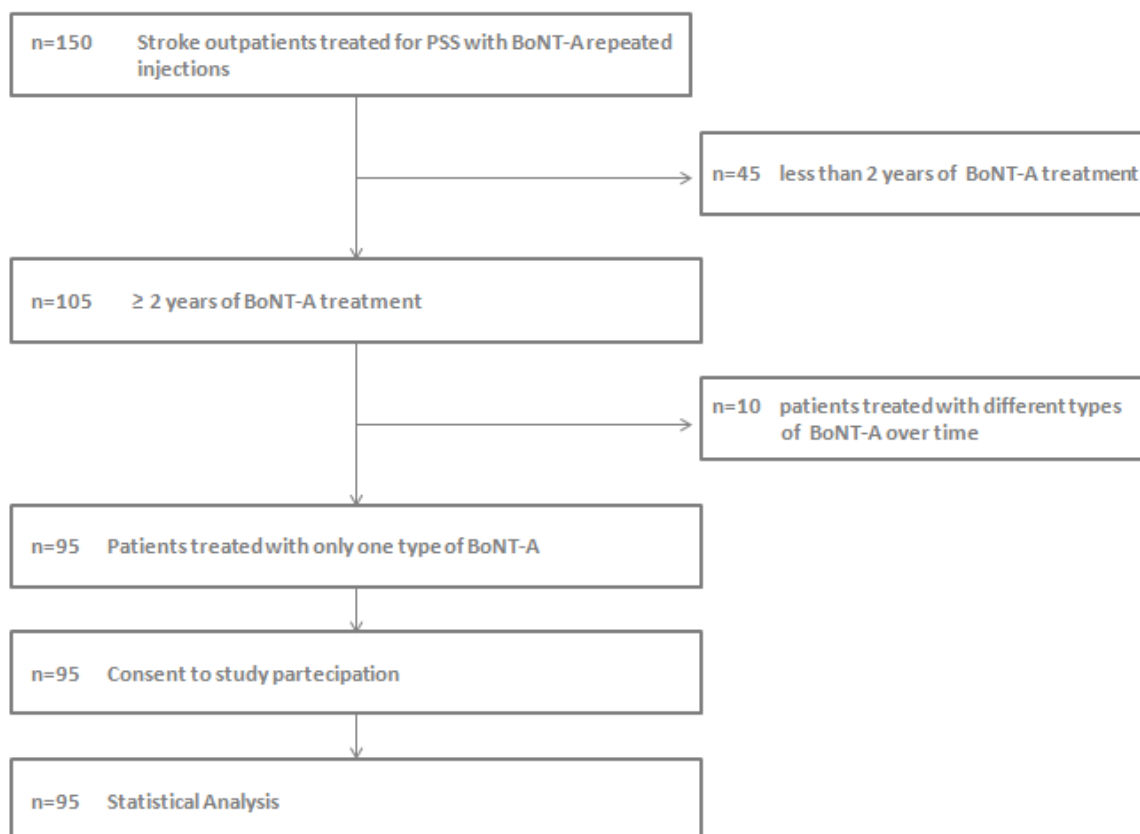 n=150 Stroke outpatients treated for PSS with BoNT-A repeated
injections
n=45 less than 2 years of BoNT-A treatment
n=105 ≥ 2 years of BoNT-A treatment
n=10 patients treated with different types
of BoNT-A over time
n=95 Patients treated with only one type of BoNT-A
n=95 Consent to study partecipation
n=95 Statistical Analysis